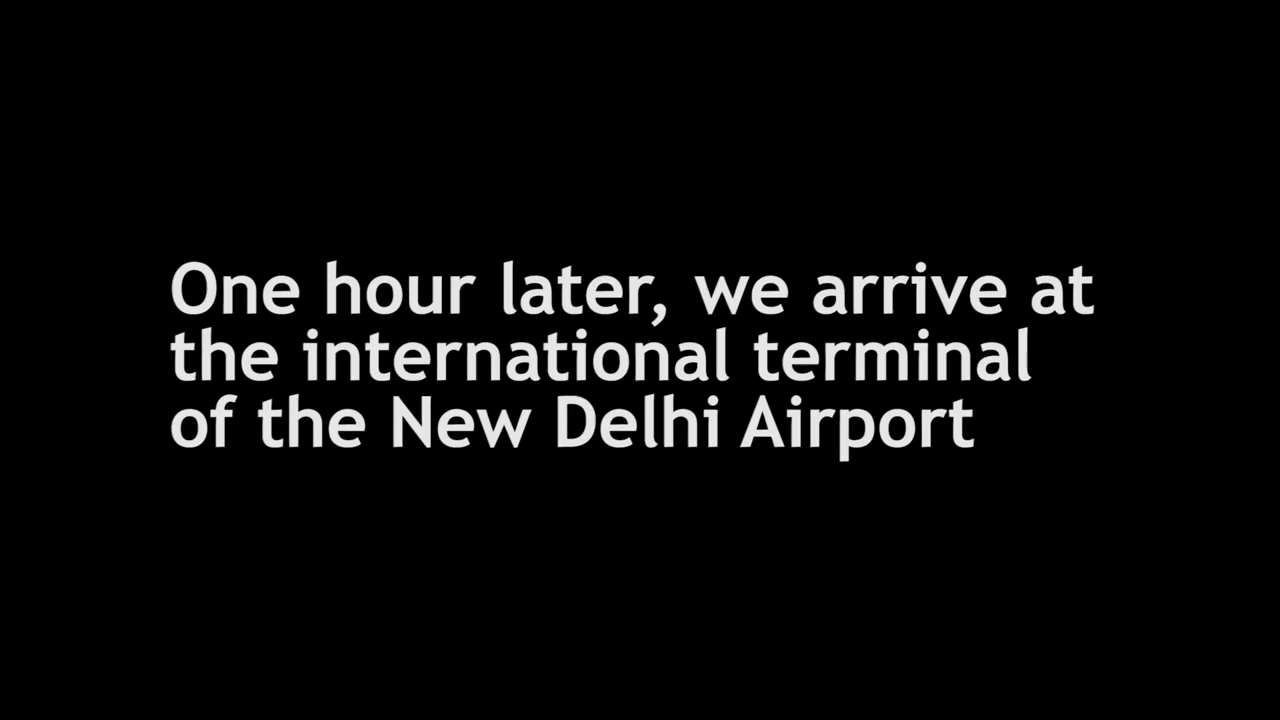 One hour later, we arrive at
the international terminal
of the New Delhi Airport